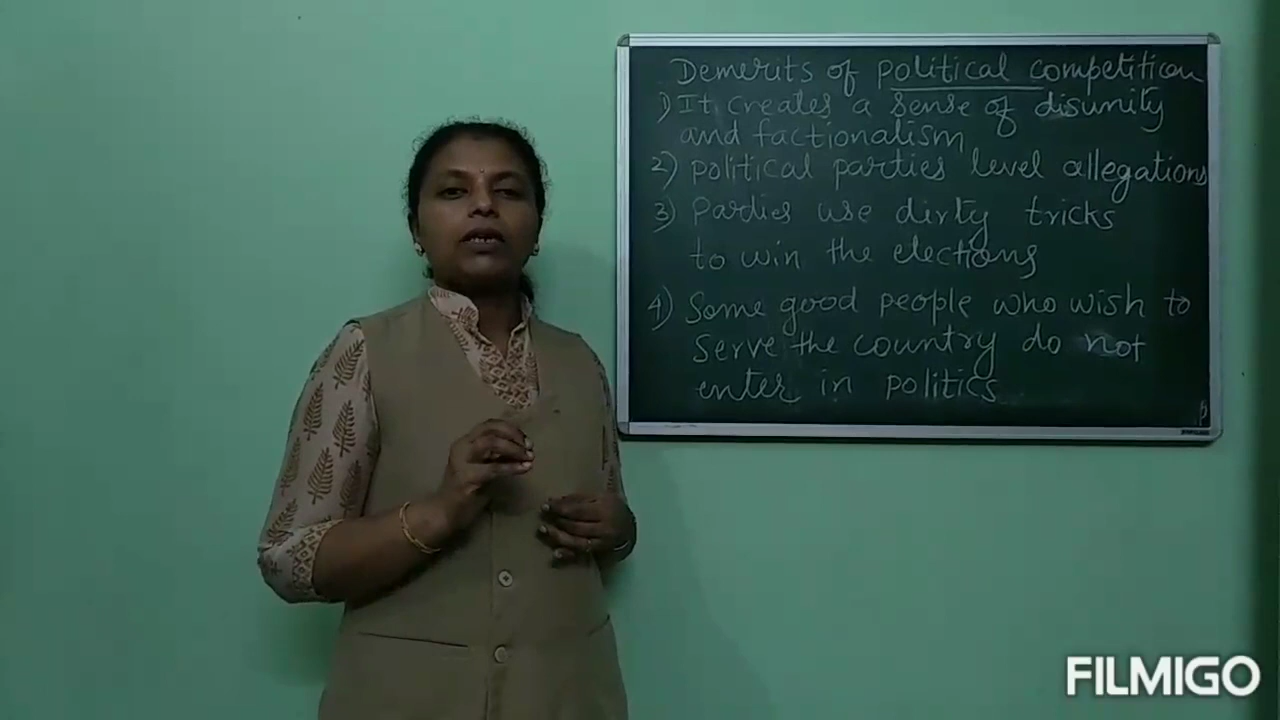 Demerits of political competition
1) It creates a sense of disunity
and factionalism
2) political parties level allegations
3) Parties use dirty tricks
to win the elections
4) Some good people who wish to
serve the country do not
enter in politics
FILMIGO